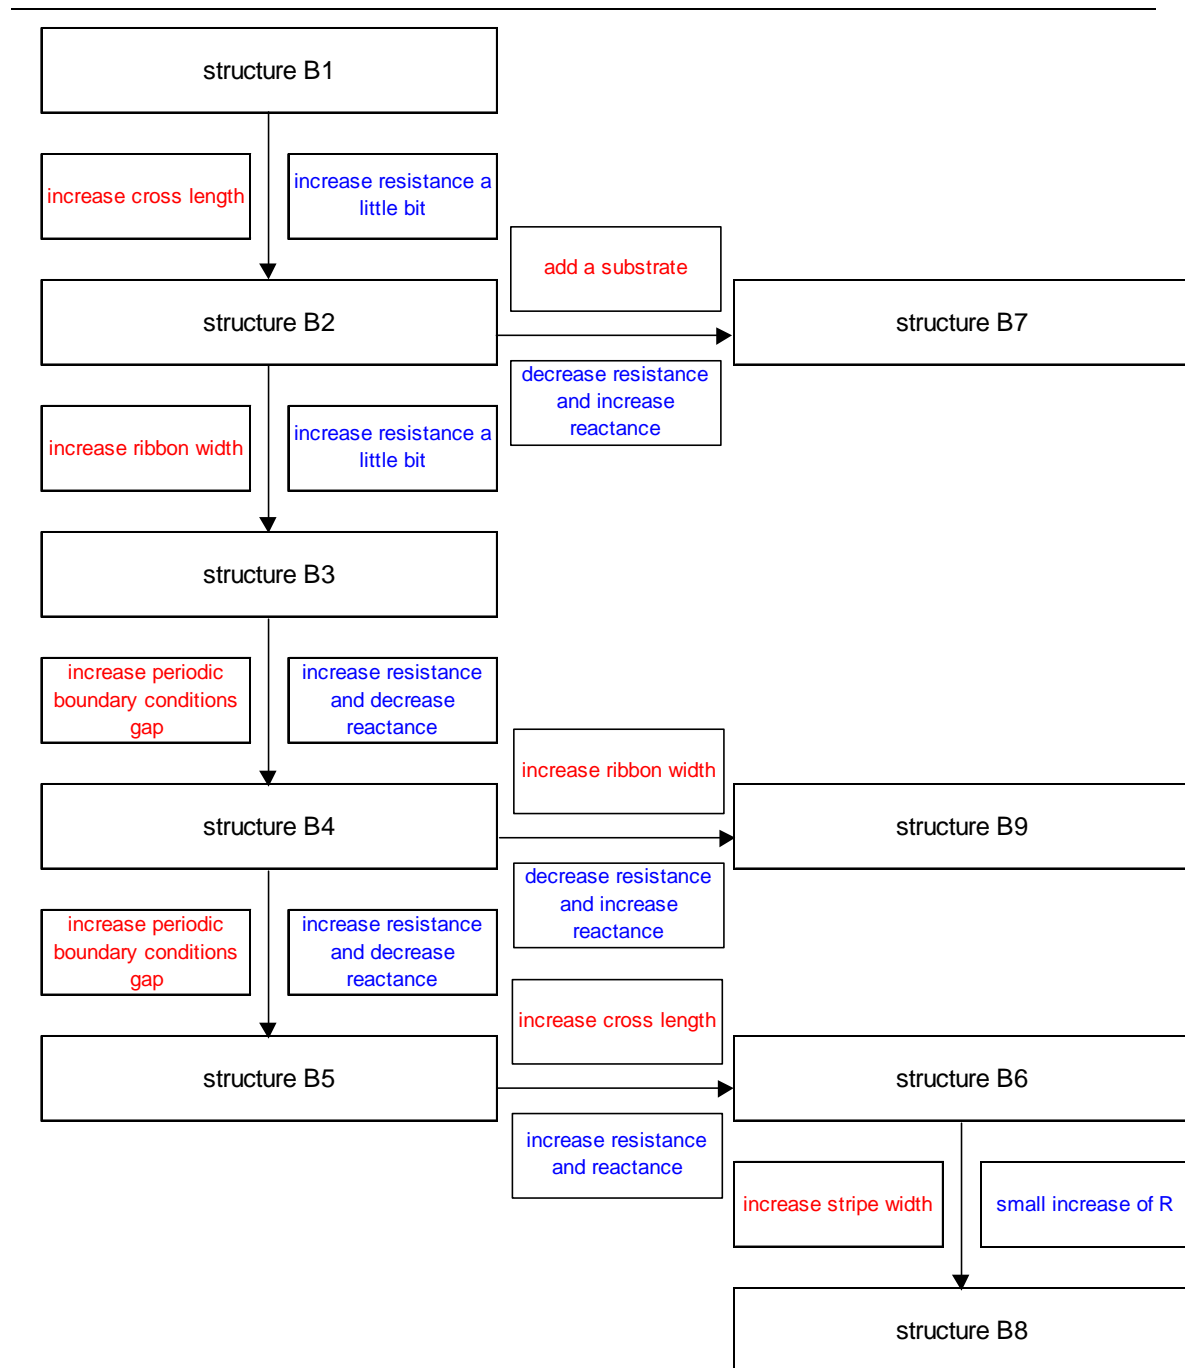 structure B1
increase cross length
increase resistance a
little bit
add a substrate
structure B2
structure B7
decrease resistance
and increase
reactance
increase ribbon width
increase resistance a
little bit
structure B3
increase periodic
boundary conditions
gap
increase resistance
and decrease
reactance
increase ribbon width
structure B4
structure B9
decrease resistance
and increase
reactance
increase periodic
boundary conditions
gap
increase resistance
and decrease
reactance
increase cross length
structure B5
structure B6
increase resistance
and reactance
increase stripe width
small increase of R
structure B8